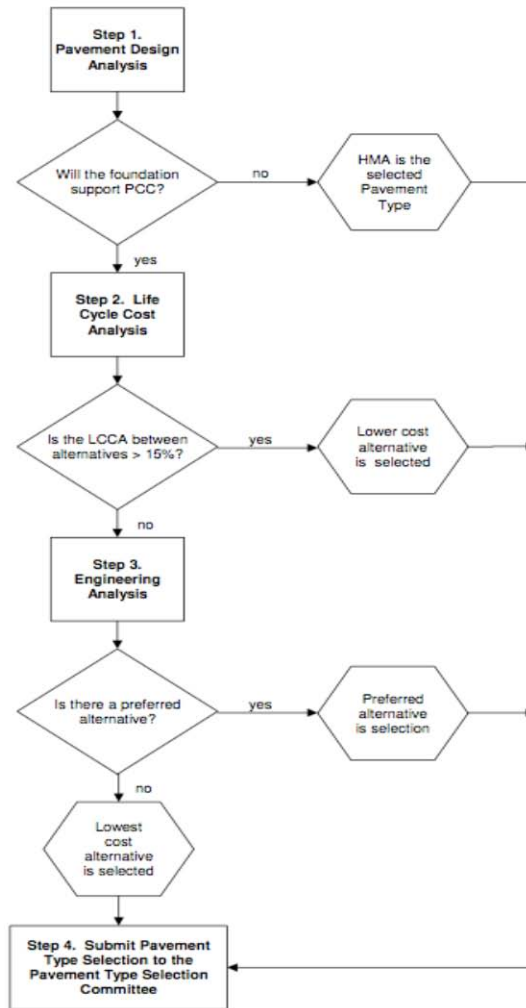 Step 1.
Pavement Design
Analysis
Will the foundation
support PCC?
no
HMA is the
selected
Pavement
Type
yes
Step 2.  Life
Cycle Cost
Analysis
Is the LCCA between
alternatives > 15%?
yes
Lower cost
alternative
is  selected
no
Step 3.
Engineering
Analysis
Is there a preferred
alternative?
yes
Preferred
alternative
is selection
no
Lowest
cost
alternative
is selected
Step 4.  Submit Pavement
Type Selection to the
Pavement Type Selection
Committee